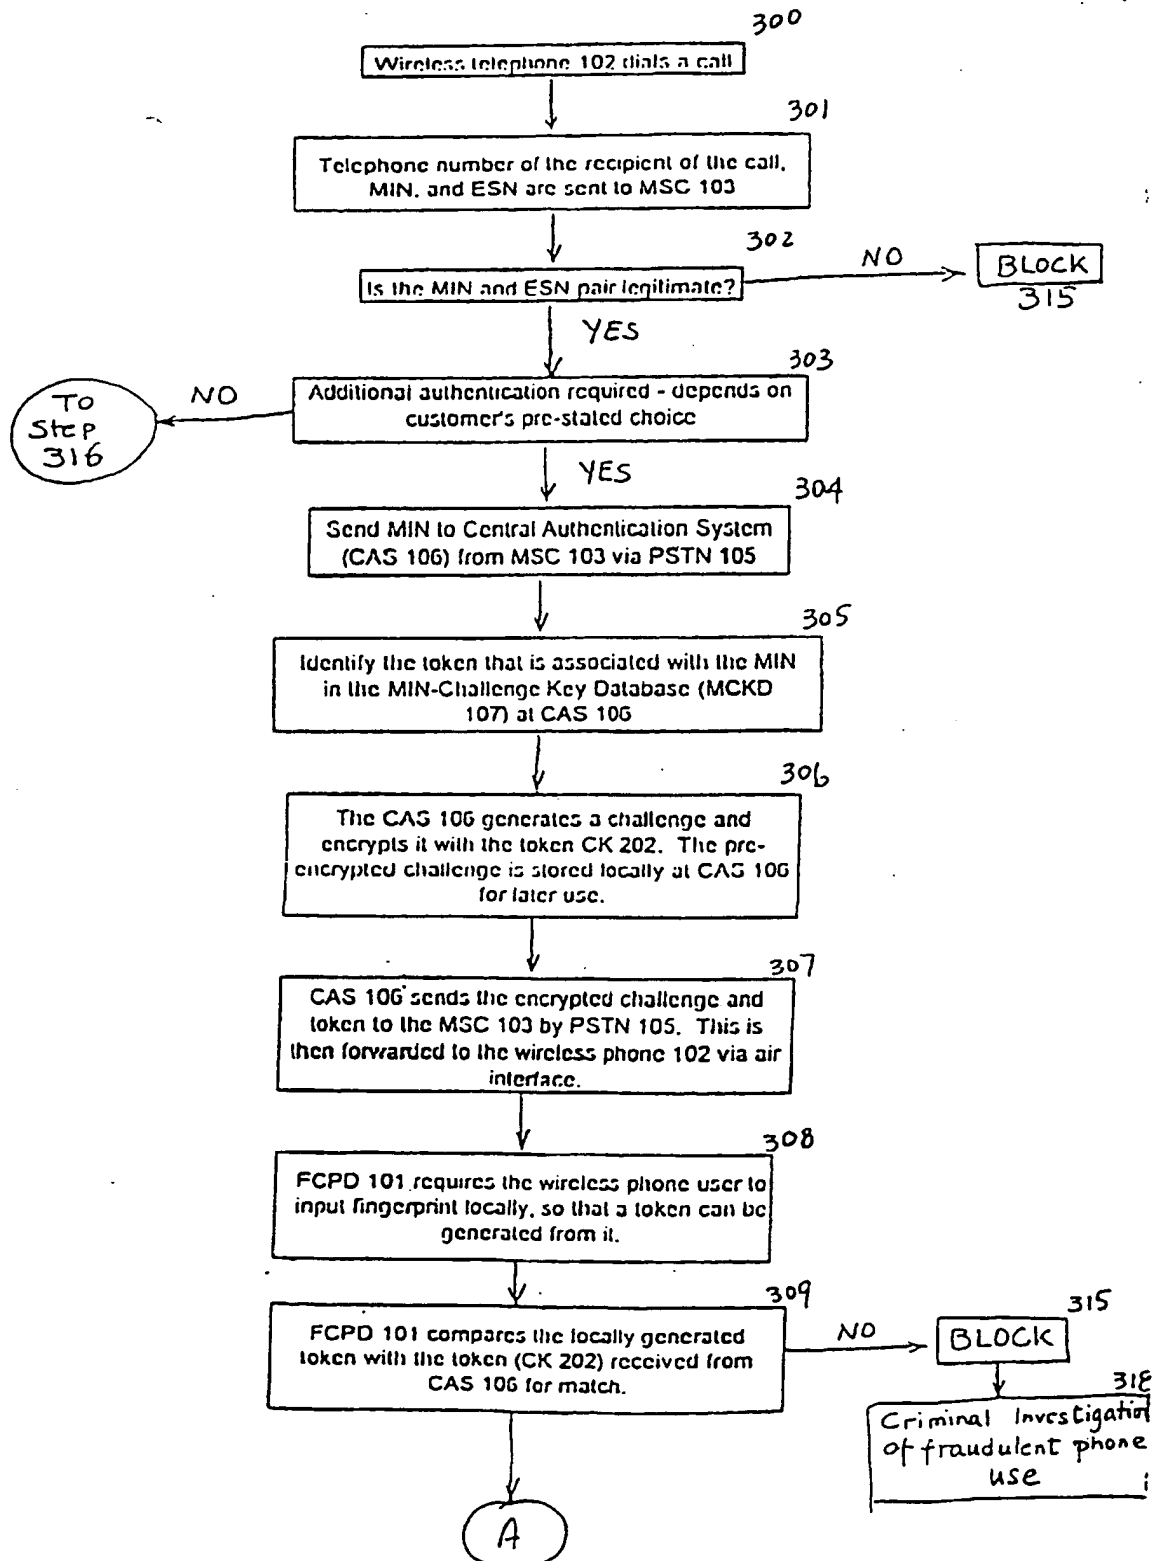 300
Wireless telephone 102 dials a call
301
Telephone number of the recipient of the call,
MIN, and ESN are sent to MSC 103
302
Is the MIN and ESN pair legitimate?
NO
BLOCK
315
YES
303
Additional authentication required - depends on
customer's pre-stated choice
NO
TO
Step
316
YES
304
Send MIN to Central Authentication System
(CAS 106) from MSC 103 via PSTN 105
305
Identify the token that is associated with the MIN
in the MIN-Challenge Key Database (MCKD
107) at CAS 106
306
The CAS 106 generates a challenge and
encrypts it with the token CK 202. The pre-
encrypted challenge is stored locally at CAS 106
for later use.
307
CAS 106 sends the encrypted challenge and
token to the MSC 103 by PSTN 105. This is
then forwarded to the wireless phone 102 via air
interface.
308
FCPD 101 requires the wireless phone user to
input fingerprint locally, so that a token can be
generated from it.
309
FCPD 101 compares the locally generated
token with the token (CK 202) received from
CAS 106 for match.
NO
315
BLOCK
318
Criminal Investigation
of fraudulent phone
use
A